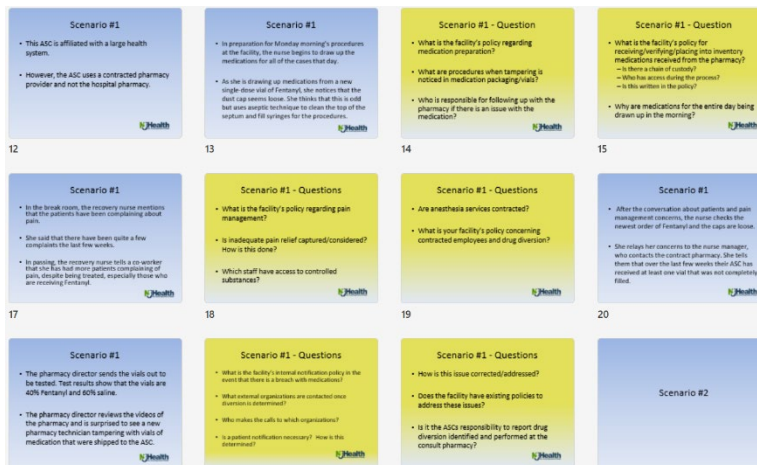 Scenario #1
• This ASC is affiliated with a large health
system.
• However, the ASC uses a contracted pharmacy
provider and not the hospital pharmacy.
NJHealth
12
Scenario #1
• In preparation for Monday morning's procedures
at the facility, the nurse begins to draw up the
medications for all of the cases that day.
• As she is drawing up medications from a new
single-dose vial of Fentanyl, she notices that the
dust cap seems loose. She thinks that this is odd
but uses aseptic technique to clean the top of the
septum and fill syringes for the procedures.
NJHealth
13
Scenario #1 - Question
• What is the facility's policy regarding
medication preparation?
• What are procedures when tampering is
noticed in medication packaging/vials?
• Who is responsible for following up with the
pharmacy if there is an issue with the
medication?
NJHealth
14
Scenario #1 - Question
• What is the facility's policy for
receiving/verifying/placing into inventory
medications received from the pharmacy?
– Is there a chain of custody?
– Who has access during the process?
– Is this written in the policy?
• Why are medications for the entire day being
drawn up in the morning?
NJHealth
15
Scenario #1
• In the break room, the recovery nurse mentions
that the patients have been complaining about
pain.
• She said that there have been quite a few
complaints the last few weeks.
• In passing, the recovery nurse tells a co-worker
that she has had more patients complaining of
pain, despite being treated, especially those who
are receiving Fentanyl.
NJHealth
17
Scenario #1 - Questions
• What is the facility's policy regarding pain
management?
• Is inadequate pain relief captured/considered?
How is this done?
• Which staff have access to controlled
substances?
NJHealth
18
Scenario #1 - Questions
• Are anesthesia services contracted?
• What is your facility's policy concerning
contracted employees and drug diversion?
NJHealth
19
Scenario #1
• After the conversation about patients and pain
management concerns, the nurse checks the
newest order of Fentanyl and the caps are loose.
• She relays her concerns to the nurse manager,
who contacts the contract pharmacy. She tells
them that over the last few weeks their ASC has
received at least one vial that was not completely
filled.
NJHealth
20
Scenario #1
• The pharmacy director sends the vials out to
be tested. Test results show that the vials are
40% Fentanyl and 60% saline.
• The pharmacy director reviews the videos of
the pharmacy and is surprised to see a new
pharmacy technician tampering with vials of
medication that were shipped to the ASC.
NJHealth
Scenario #1 - Questions
• What is the facility's internal notification policy in the
event that there is a breach with medications?
• What external organizations are contacted once
diversion is determined?
• Who makes the calls to which organizations?
• Is a patient notification necessary? How is this
determined?
NJHealth
Scenario #1 - Questions
• How is this issue corrected/addressed?
• Does the facility have existing policies to
address these issues?
• Is it the ASCs responsibility to report drug
diversion identified and performed at the
consult pharmacy?
NJHealth
Scenario #2